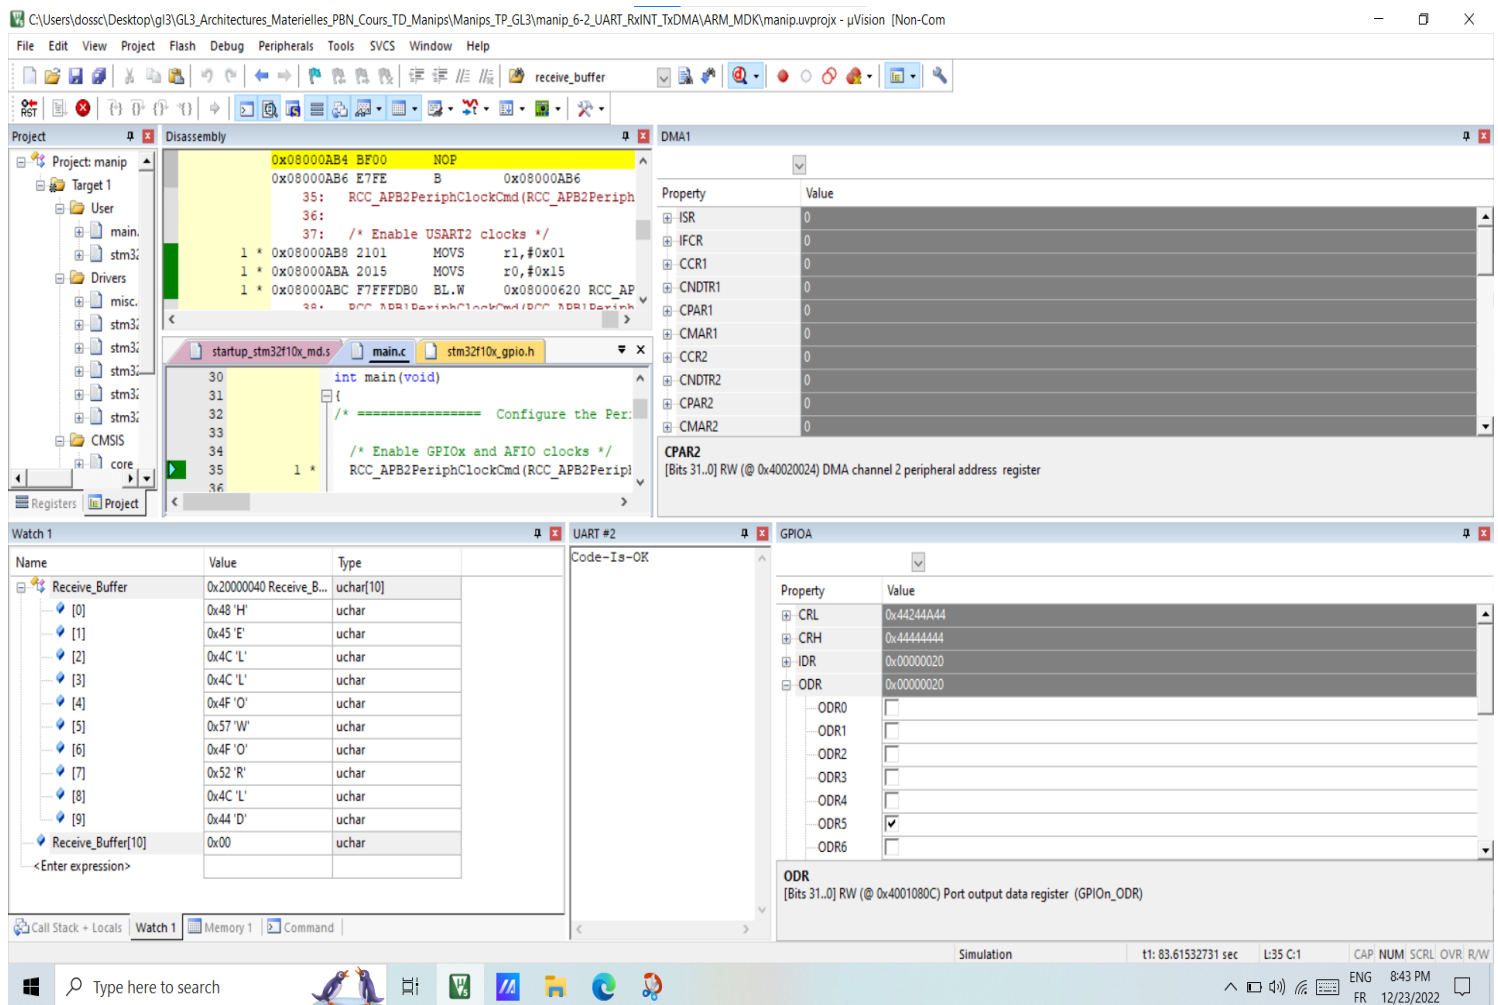 C:\Users\dossc\Desktop\gl3\GL3_Architectures_Materielles_PBN_Cours_TD_Manips\Manips_TP_GL3\manip_6-2_UART_RxINT_TxDMA\ARM_MDK\manip.uvprojx - µVision [Non-Com
File Edit View Project Flash Debug Peripherals Tools SVCS Window Help
receive_buffer
RST
Project
Project: manip
Target 1
User
main.
stm32
Drivers
misc.
stm32
stm32
stm32
stm32
stm32
CMSIS
core
Registers Project
Disassembly
0x08000AB4 BF00 NOP
0x08000AB6 E7FE B 0x08000AB6
35: RCC_APB2PeriphClockCmd(RCC_APB2Periph
36:
37: /* Enable USART2 clocks */
1 * 0x08000AB8 2101 MOVS r1,#0x01
1 * 0x08000ABA 2015 MOVS r0,#0x15
1 * 0x08000ABC F7FFFDB0 BL.W 0x08000620 RCC_AP
38: RCC_APB1PeriphClockCmd(RCC_APB1Periph
startup_stm32f10x_md.s main.c stm32f10x_gpio.h
30 int main(void)
31 {
32 /* ================ Configure the Peri
33
34 /* Enable GPIOx and AFIO clocks */
35 1 * RCC_APB2PeriphClockCmd(RCC_APB2Periph
36
DMA1
Property Value
ISR 0
IFCR 0
CCR1 0
CNDTR1 0
CPAR1 0
CMAR1 0
CCR2 0
CNDTR2 0
CPAR2 0
CMAR2 0
CPAR2
[Bits 31..0] RW (@ 0x40020024) DMA channel 2 peripheral address register
Watch 1
Name Value Type
Receive_Buffer 0x20000040 Receive_B... uchar[10]
[0] 0x48 'H' uchar
[1] 0x45 'E' uchar
[2] 0x4C 'L' uchar
[3] 0x4C 'L' uchar
[4] 0x4F 'O' uchar
[5] 0x57 'W' uchar
[6] 0x4F 'O' uchar
[7] 0x52 'R' uchar
[8] 0x4C 'L' uchar
[9] 0x44 'D' uchar
Receive_Buffer[10] 0x00 uchar
<Enter expression>
Call Stack + Locals Watch 1 Memory 1 Command
UART #2
Code-Is-OK
GPIOA
Property Value
CRL 0x44244A44
CRH 0x44444444
IDR 0x00000020
ODR 0x00000020
ODR0
ODR1
ODR2
ODR3
ODR4
ODR5
ODR6
ODR
[Bits 31..0] RW (@ 0x4001080C) Port output data register (GPIOn_ODR)
Simulation t1: 83.61532731 sec L:35 C:1 CAP NUM SCRL OVR R/W
Type here to search
ENG 8:43 PM
FR 12/23/2022